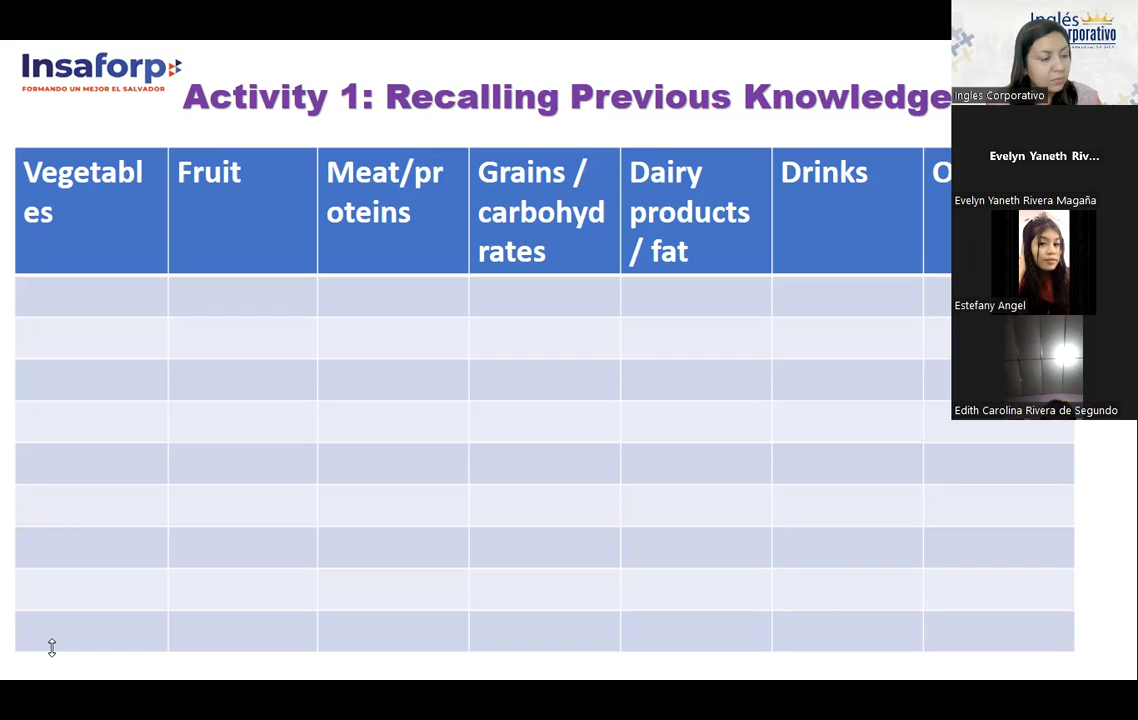 Inglés
Corporativo
Ingles Corporativo
Insaforp
FORMANDO UN MEJOR EL SALVADOR
Activity 1: Recalling Previous Knowledge
Evelyn Yaneth Riv...
Evelyn Yaneth Rivera Magaña
Estefany Angel
Edith Carolina Rivera de Segundo
Vegetabl
es
Fruit
Meat/pr
oteins
Grains /
carbohyd
rates
Dairy
products
/ fat
Drinks